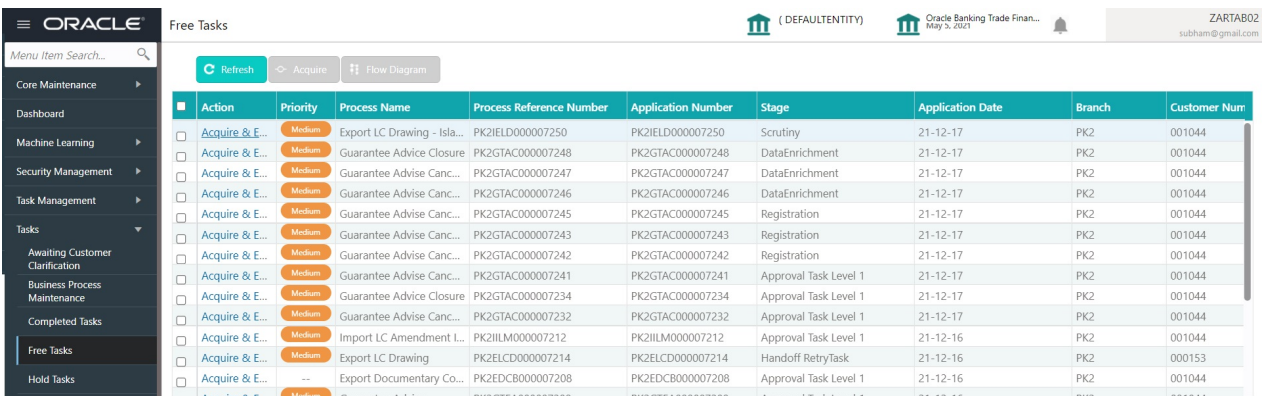 ORACLE
Free Tasks
( DEFAULTENTITY)
Oracle Banking Trade Finan...
May 5, 2021
ZARTAB02
subham@gmail.com
Menu Item Search...
Core Maintenance
Dashboard
Machine Learning
Security Management
Task Management
Tasks
Awaiting Customer
Clarification
Business Process
Maintenance
Completed Tasks
Free Tasks
Hold Tasks
Refresh Acquire Flow Diagram
Action Priority Process Name Process Reference Number Application Number Stage Application Date Branch Customer Num
Acquire & E... Medium Export LC Drawing - Isla... PK2IELD000007250 PK2IELD000007250 Scrutiny 21-12-17 PK2 001044
Acquire & E... Medium Guarantee Advice Closure PK2GTAC000007248 PK2GTAC000007248 DataEnrichment 21-12-17 PK2 001044
Acquire & E... Medium Guarantee Advise Canc... PK2GTAC000007247 PK2GTAC000007247 DataEnrichment 21-12-17 PK2 001044
Acquire & E... Medium Guarantee Advise Canc... PK2GTAC000007246 PK2GTAC000007246 DataEnrichment 21-12-17 PK2 001044
Acquire & E... Medium Guarantee Advise Canc... PK2GTAC000007245 PK2GTAC000007245 Registration 21-12-17 PK2 001044
Acquire & E... Medium Guarantee Advise Canc... PK2GTAC000007243 PK2GTAC000007243 Registration 21-12-17 PK2 001044
Acquire & E... Medium Guarantee Advise Canc... PK2GTAC000007242 PK2GTAC000007242 Registration 21-12-17 PK2 001044
Acquire & E... Medium Guarantee Advise Canc... PK2GTAC000007241 PK2GTAC000007241 Approval Task Level 1 21-12-17 PK2 001044
Acquire & E... Medium Guarantee Advice Closure PK2GTAC000007234 PK2GTAC000007234 Approval Task Level 1 21-12-17 PK2 001044
Acquire & E... Medium Guarantee Advise Canc... PK2GTAC000007232 PK2GTAC000007232 Approval Task Level 1 21-12-17 PK2 001044
Acquire & E... Medium Import LC Amendment I... PK2IILM000007212 PK2IILM000007212 Approval Task Level 1 21-12-16 PK2 001044
Acquire & E... Medium Export LC Drawing PK2ELCD000007214 PK2ELCD000007214 Handoff RetryTask 21-12-16 PK2 000153
Acquire & E... -- Export Documentary Co... PK2EDCB000007208 PK2EDCB000007208 Approval Task Level 1 21-12-16 PK2 001044